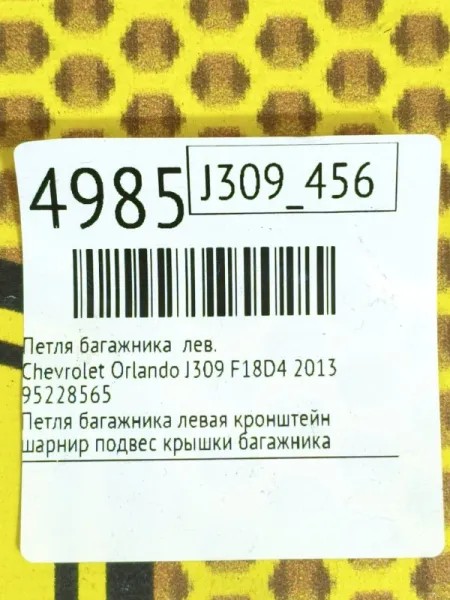 4985
J309_456
Петля багажника лев.
Chevrolet Orlando J309 F18D4 2013
95228565
Петля багажника левая кронштейн
шарнир подвес крышки багажника